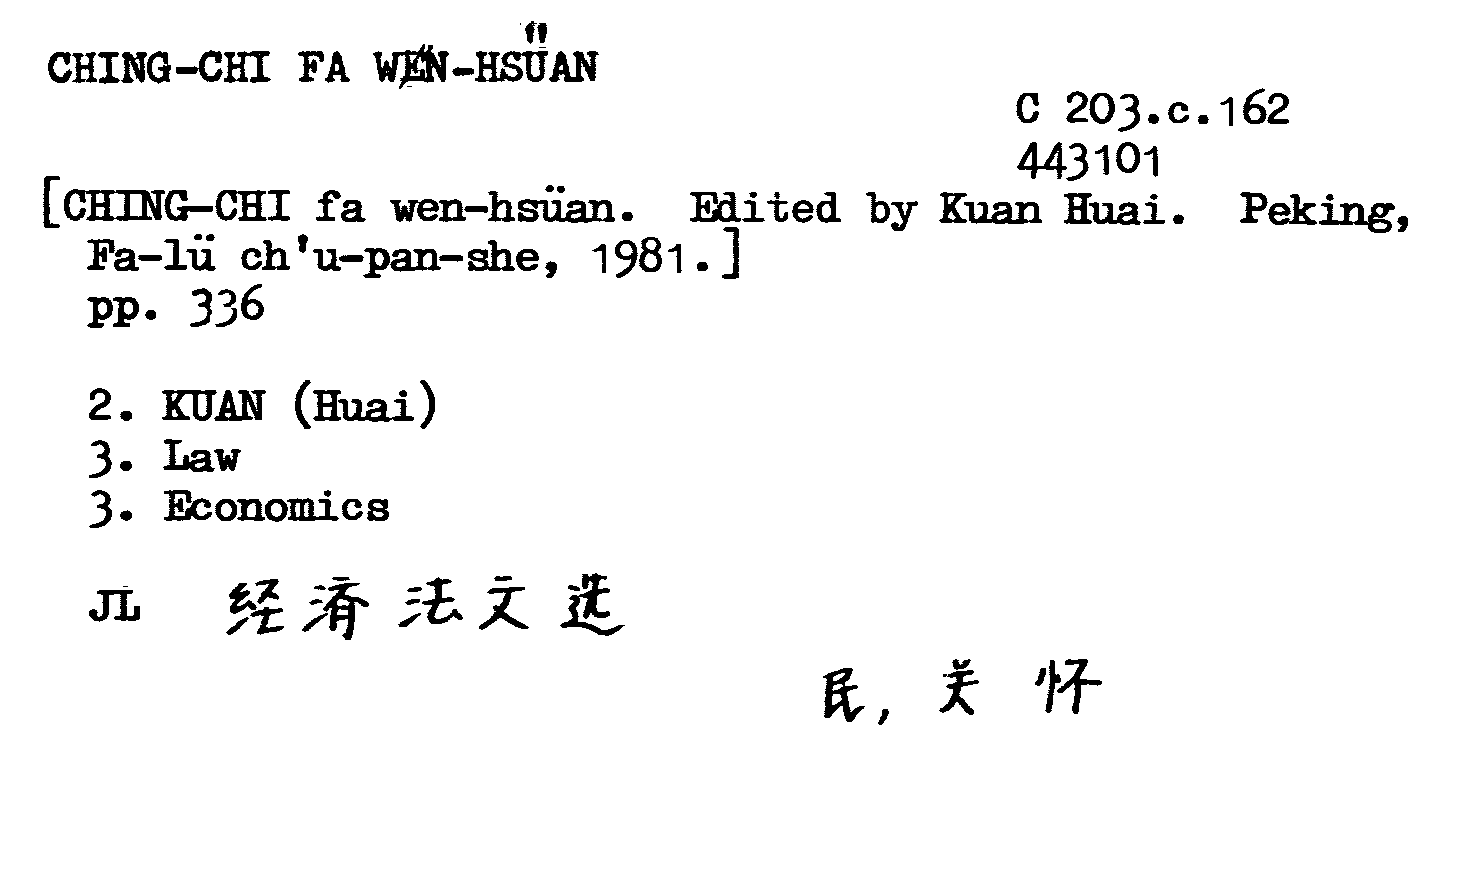 CHING-CHI FA WEN-HSÜAN
C 203.c.162
443101
[CHING-CHI fa wen-hsüan. Edited by Kuan Huai. Peking,
Fa-lü ch'u-pan-she, 1981.]
pp. 336
2. KUAN (Huai)
3. Law
3. Economics
JL 经濟法文选
民, 关怀